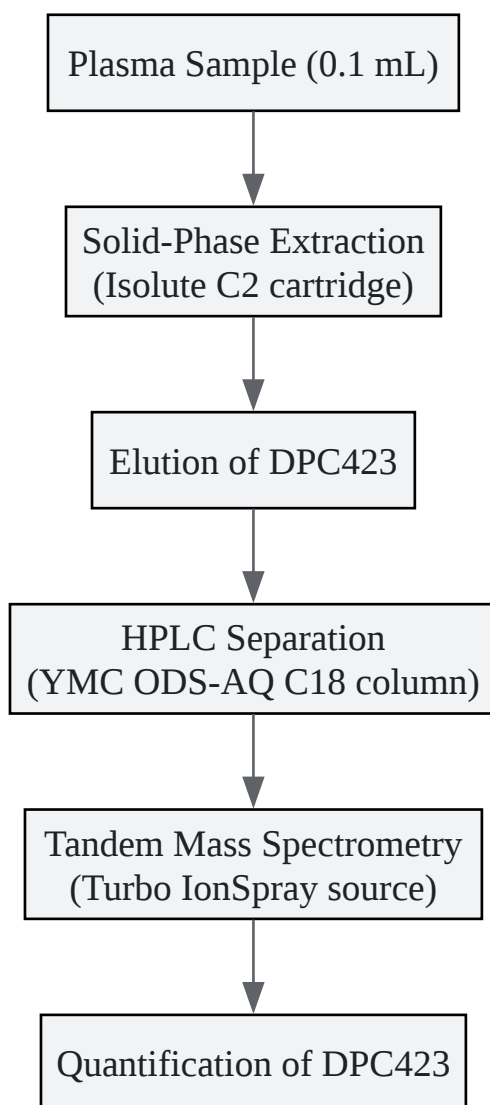 Plasma Sample (0.1 mL)
Solid-Phase Extraction
(Isolute C2 cartridge)
Elution of DPC423
HPLC Separation
(YMC ODS-AQ C18 column)
Tandem Mass Spectrometry
(Turbo IonSpray source)
Quantification of DPC423